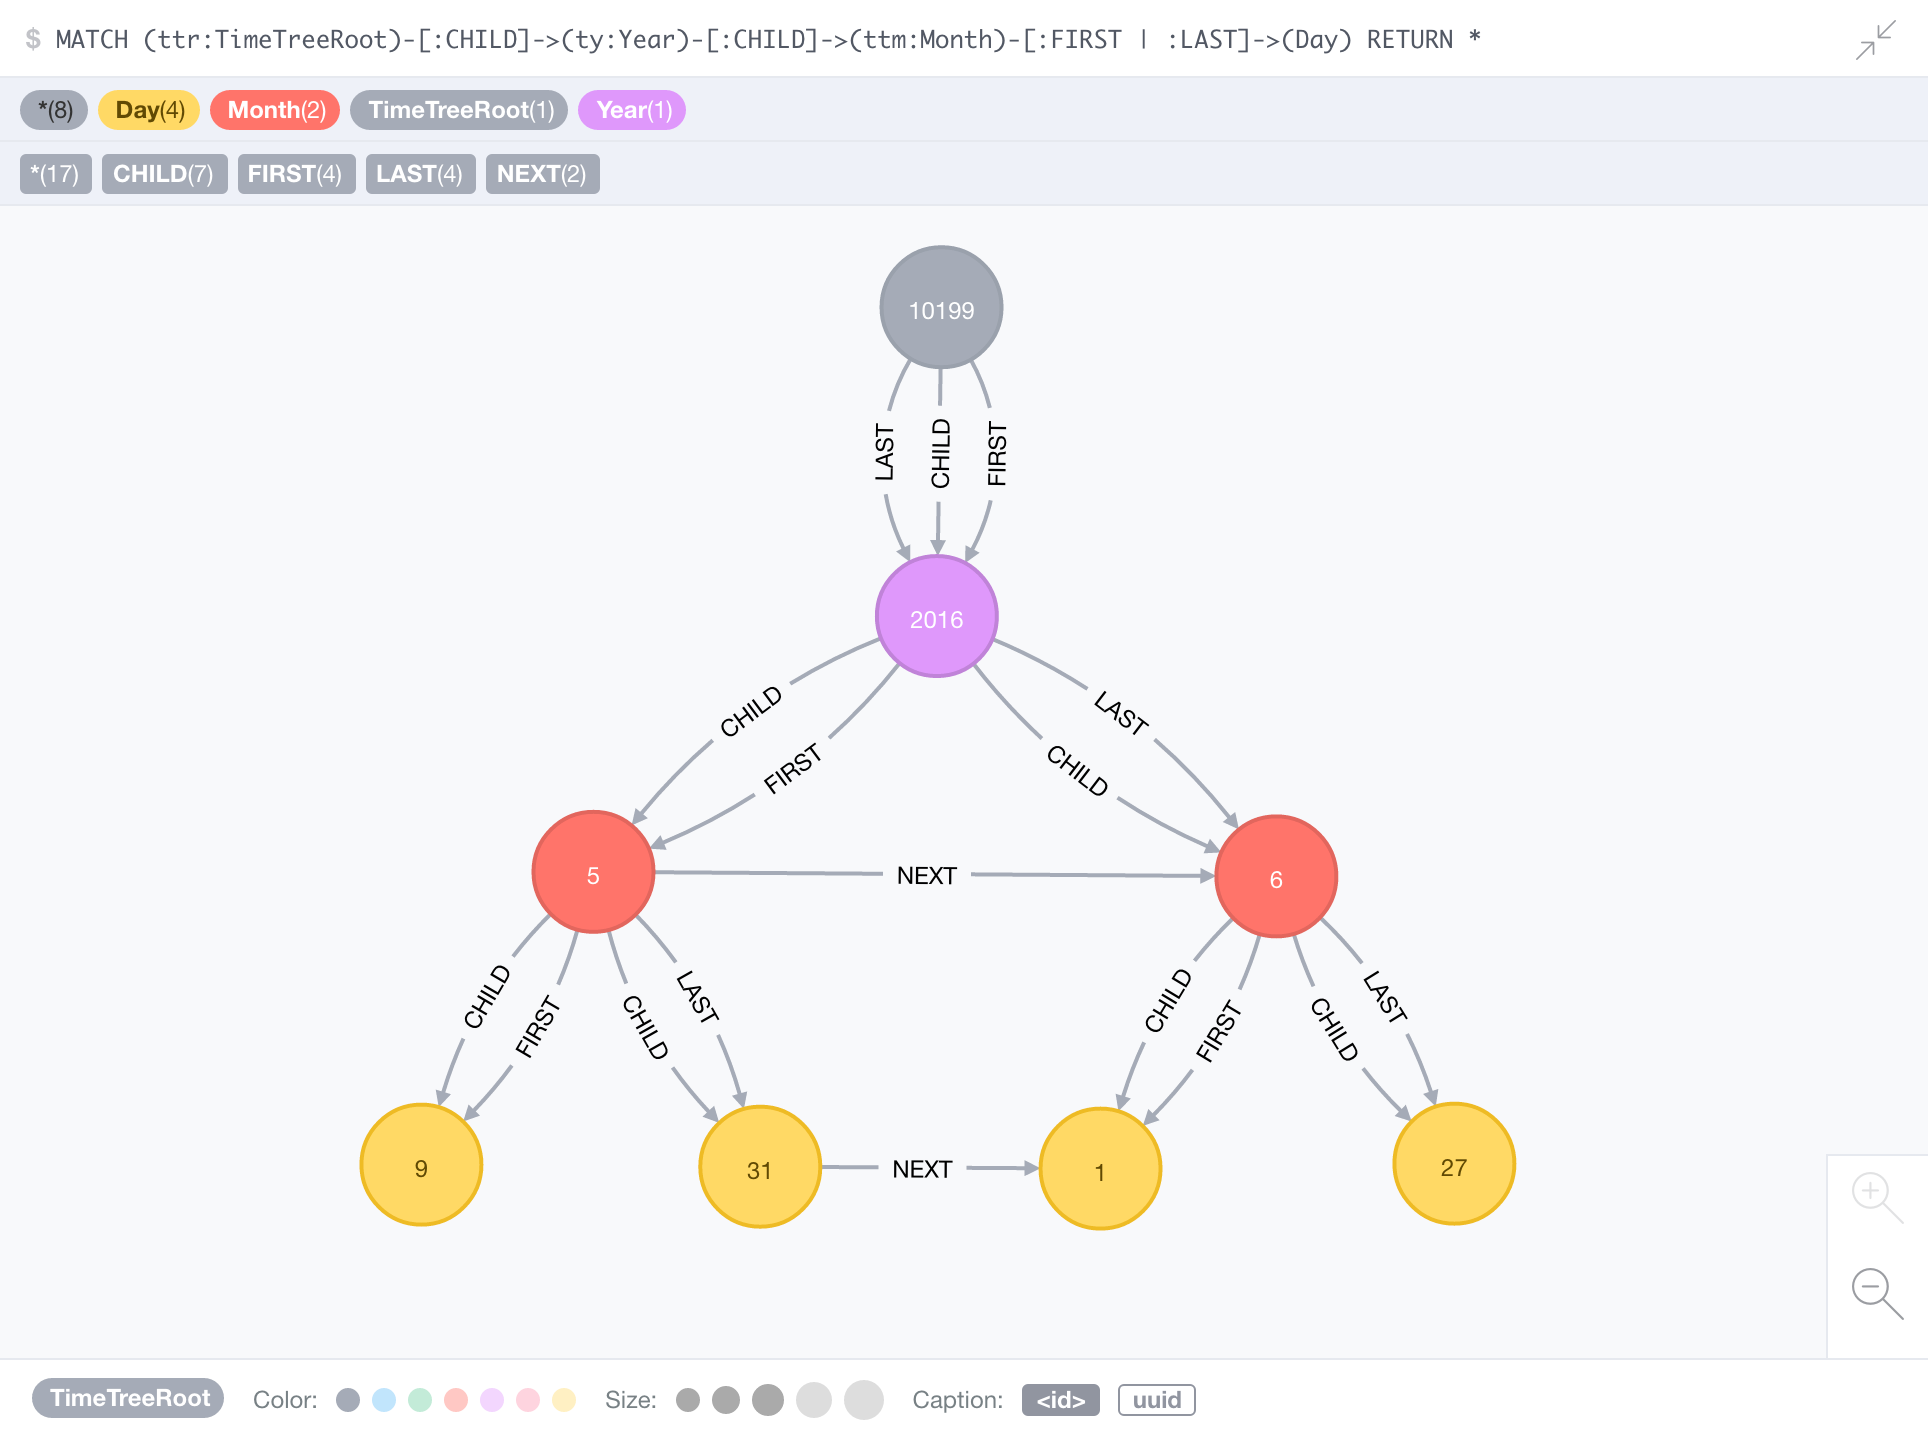 $ MATCH (ttr:TimeTreeRoot)-[:CHILD]->(ty:Year)-[:CHILD]->(ttm:Month)-[:FIRST | :LAST]->(Day) RETURN *
*(8) Day(4) Month(2) TimeTreeRoot(1) Year(1)
*(17) CHILD(7) FIRST(4) LAST(4) NEXT(2)
10199
LAST CHILD FIRST
2016
CHILD LAST
FIRST CHILD
5 NEXT 6
CHILD FIRST CHILD LAST CHILD FIRST CHILD LAST
9 31 NEXT 1 27
TimeTreeRoot Color: Size: Caption: <id> uuid